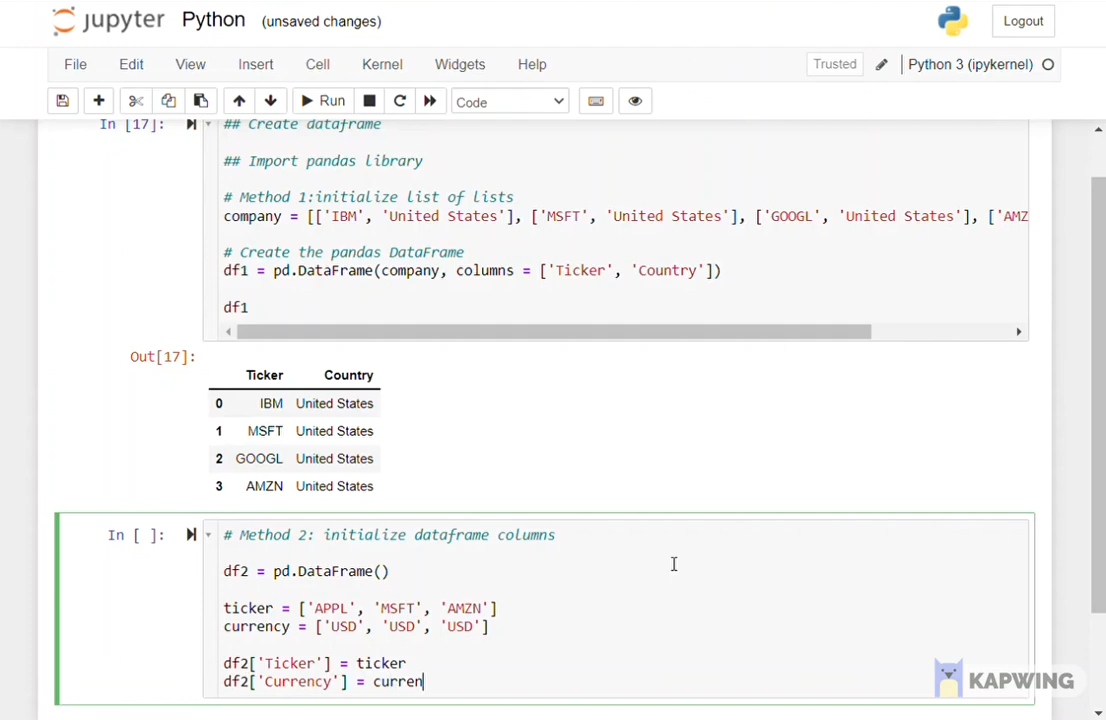 jupyter Python (unsaved changes) Logout
File Edit View Insert Cell Kernel Widgets Help Trusted Python 3 (ipykernel)
Run Code
In [17]: ## Create dataframe
## Import pandas library
# Method 1:initialize list of lists
company = [['IBM', 'United States'], ['MSFT', 'United States'], ['GOOGL', 'United States'], ['AMZ
# Create the pandas DataFrame
df1 = pd.DataFrame(company, columns = ['Ticker', 'Country'])
df1
Out[17]:
Ticker Country
0 IBM United States
1 MSFT United States
2 GOOGL United States
3 AMZN United States
In [ ]: # Method 2: initialize dataframe columns
df2 = pd.DataFrame()
ticker = ['APPL', 'MSFT', 'AMZN']
currency = ['USD', 'USD', 'USD']
df2['Ticker'] = ticker
df2['Currency'] = curren
KAPWING